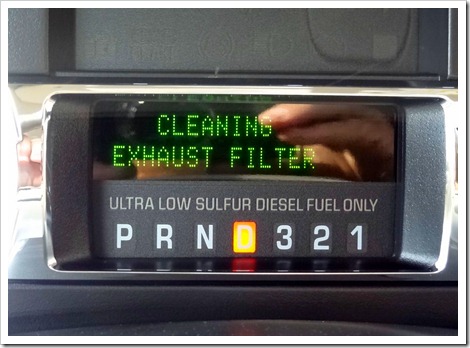 CLEANING
EXHAUST FILTER
ULTRA LOW SULFUR DIESEL FUEL ONLY
P R N D 3 2 1